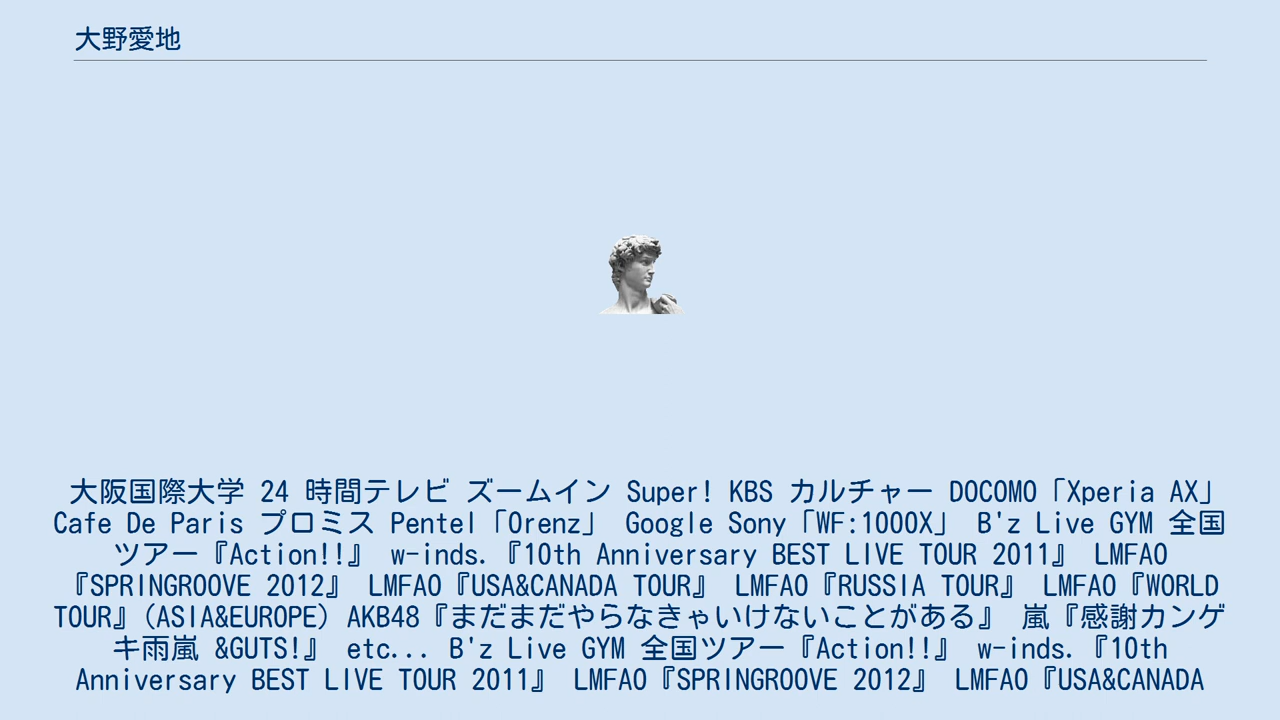 大野愛地
大阪国際大学 24 時間テレビ ズームイン Super! KBS カルチャー DOCOMO「Xperia AX」
Cafe De Paris プロミス Pentel「Orenz」 Google Sony「WF:1000X」 B'z Live GYM 全国
ツアー『Action!!』 w-inds.『10th Anniversary BEST LIVE TOUR 2011』 LMFAO
『SPRINGROOVE 2012』 LMFAO『USA&CANADA TOUR』 LMFAO『RUSSIA TOUR』 LMFAO『WORLD
TOUR』(ASIA&EUROPE) AKB48『まだまだやらなきゃいけないことがある』 嵐『感謝カンゲ
キ雨嵐 &GUTS!』 etc... B'z Live GYM 全国ツアー『Action!!』 w-inds.『10th
Anniversary BEST LIVE TOUR 2011』 LMFAO『SPRINGROOVE 2012』 LMFAO『USA&CANADA